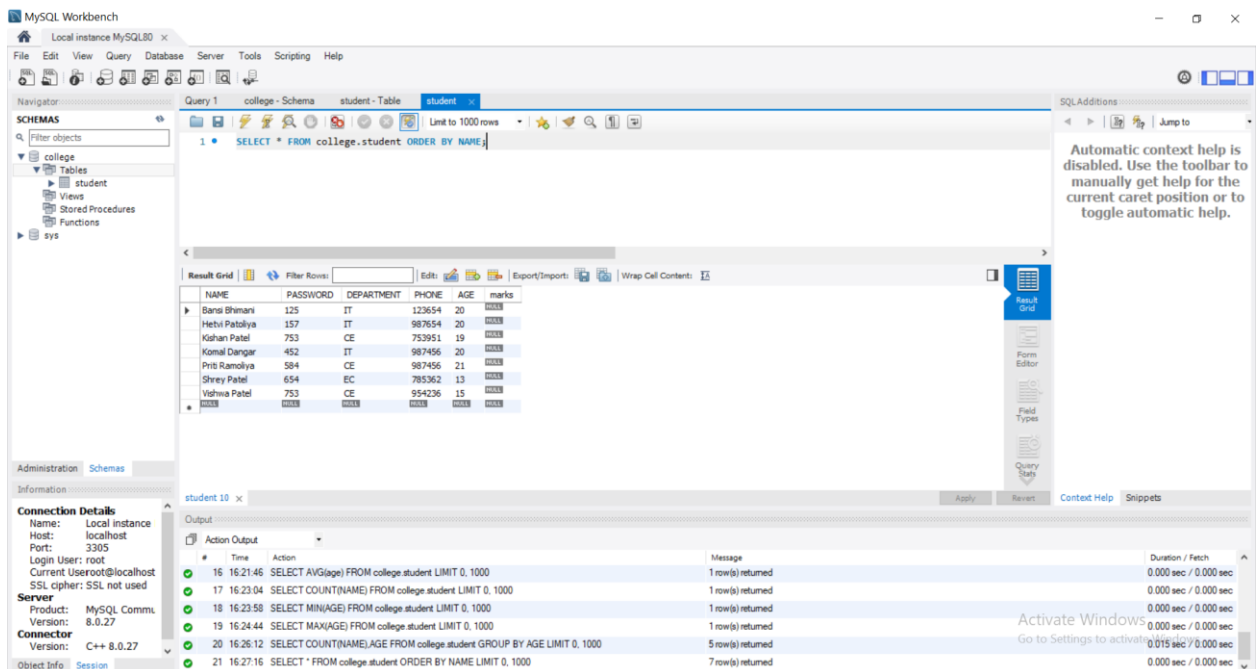 MySQL Workbench
Local instance MySQL80
File Edit View Query Database Server Tools Scripting Help
Navigator
SCHEMAS
Filter objects
college
Tables
student
Views
Stored Procedures
Functions
sys
Administration Schemas
Information
Connection Details
Name: Local instance
Host: localhost
Port: 3305
Login User: root
Current User: root@localhost
SSL cipher: SSL not used
Server
Product: MySQL Commu
Version: 8.0.27
Connector
Version: C++ 8.0.27
Object Info Session
Query 1 college - Schema student - Table student
Limit to 1000 rows
1 SELECT * FROM college.student ORDER BY NAME;
Result Grid Filter Rows: Edit: Export/Import: Wrap Cell Content:
NAME PASSWORD DEPARTMENT PHONE AGE marks
Bansi Bhimani 125 IT 123654 20 NULL
Hetvi Patoliya 157 IT 987654 20 NULL
Kishan Patel 753 CE 753951 19 NULL
Komal Dangar 452 IT 987456 20 NULL
Priti Ramoliya 584 CE 987456 21 NULL
Shrey Patel 654 EC 785362 13 NULL
Vishwa Patel 753 CE 954236 15 NULL
NULL NULL NULL NULL NULL NULL
Result
Grid
Form
Editor
Field
Types
Query
Stats
student 10 Apply Revert
Output
Action Output
# Time Action Message Duration / Fetch
16 16:21:46 SELECT AVG(age) FROM college.student LIMIT 0, 1000 1 row(s) returned 0.000 sec / 0.000 sec
17 16:23:04 SELECT COUNT(NAME) FROM college.student LIMIT 0, 1000 1 row(s) returned 0.000 sec / 0.000 sec
18 16:23:58 SELECT MIN(AGE) FROM college.student LIMIT 0, 1000 1 row(s) returned 0.000 sec / 0.000 sec
19 16:24:44 SELECT MAX(AGE) FROM college.student LIMIT 0, 1000 1 row(s) returned 0.000 sec / 0.000 sec
20 16:26:12 SELECT COUNT(NAME),AGE FROM college.student GROUP BY AGE LIMIT 0, 1000 5 row(s) returned 0.015 sec / 0.000 sec
21 16:27:16 SELECT * FROM college.student ORDER BY NAME LIMIT 0, 1000 7 row(s) returned 0.000 sec / 0.000 sec
SQLAdditions
Jump to
Automatic context help is
disabled. Use the toolbar to
manually get help for the
current caret position or to
toggle automatic help.
Context Help Snippets
Activate Windows
Go to Settings to activate Windows.